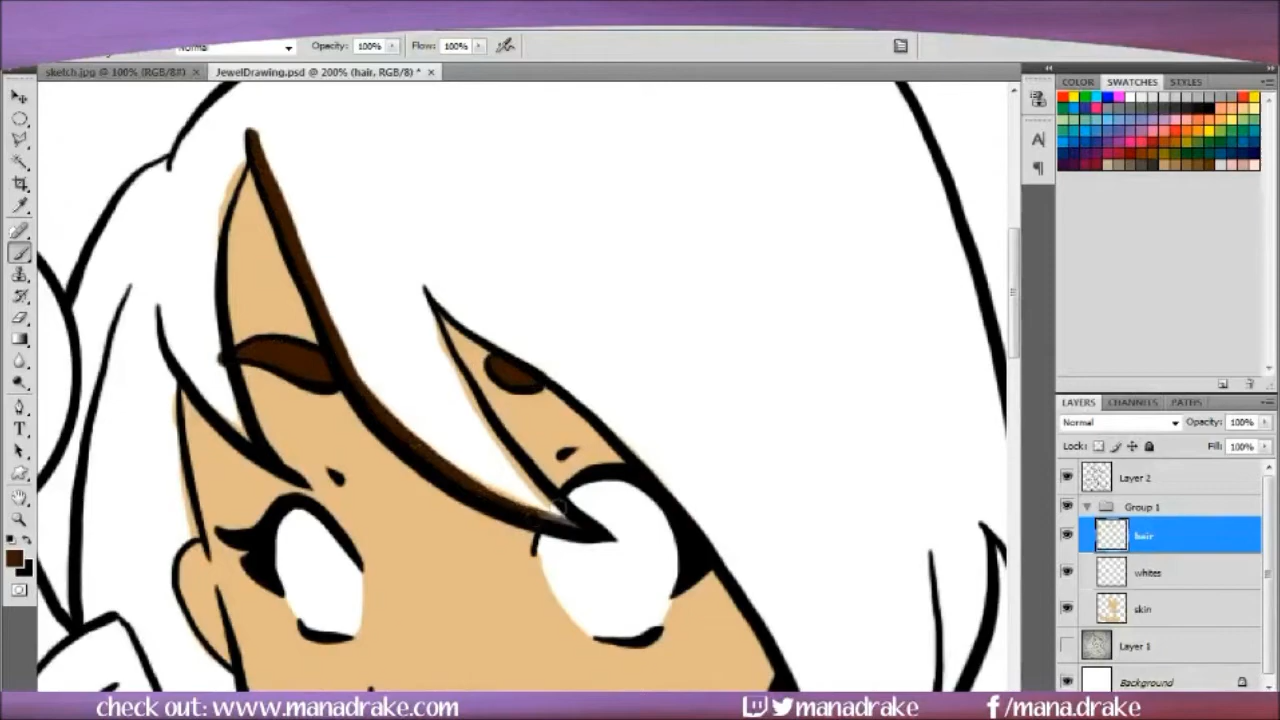 Normal Opacity: 100% Flow: 100%
sketch.jpg @ 100% (RGB/8#) × JewelDrawing.psd @ 200% (hair, RGB/8) * ×
COLOR SWATCHES STYLES
A
¶
T
LAYERS CHANNELS PATHS
Normal Opacity: 100%
Lock: Fill: 100%
Layer 2
Group 1
hair
whites
skin
Layer 1
Background
check out: www.manadrake.com manadrake f/mana.drake